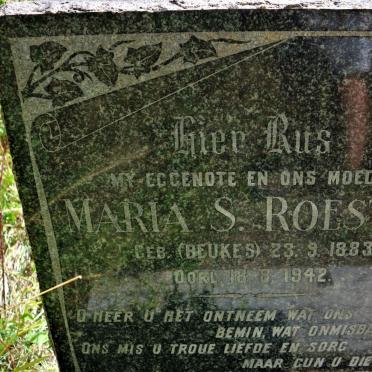 Hier Rus
MY EGGENOTE EN ONS MOED
MARIA S. ROEST
GEB. (BEUKES) 23. 9. 1883
OORL. 18. 8. 1942.
O HEER U HET ONTNEEM WAT ONS
BEMIN, WAT ONMISBA
ONS MIS U TROUE LIEFDE EN SORG
MAAR GUN U DIE